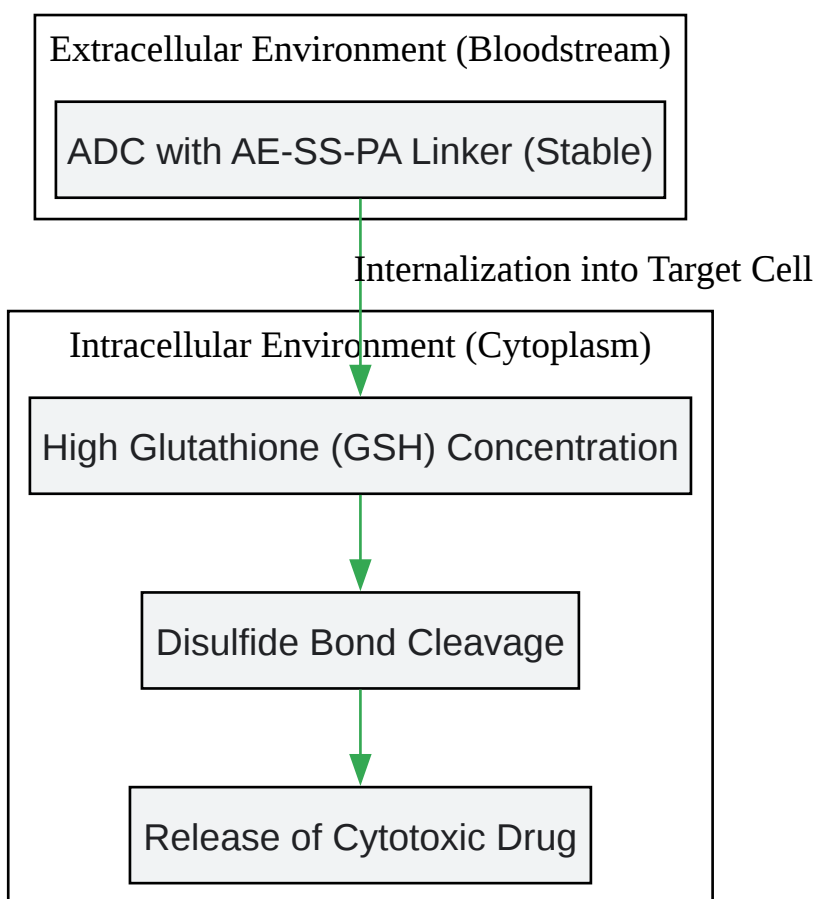 Extracellular Environment (Bloodstream)
ADC with AE-SS-PA Linker (Stable)
Internalization into Target Cell
Intracellular Environment (Cytoplasm)
High Glutathione (GSH) Concentration
Disulfide Bond Cleavage
Release of Cytotoxic Drug